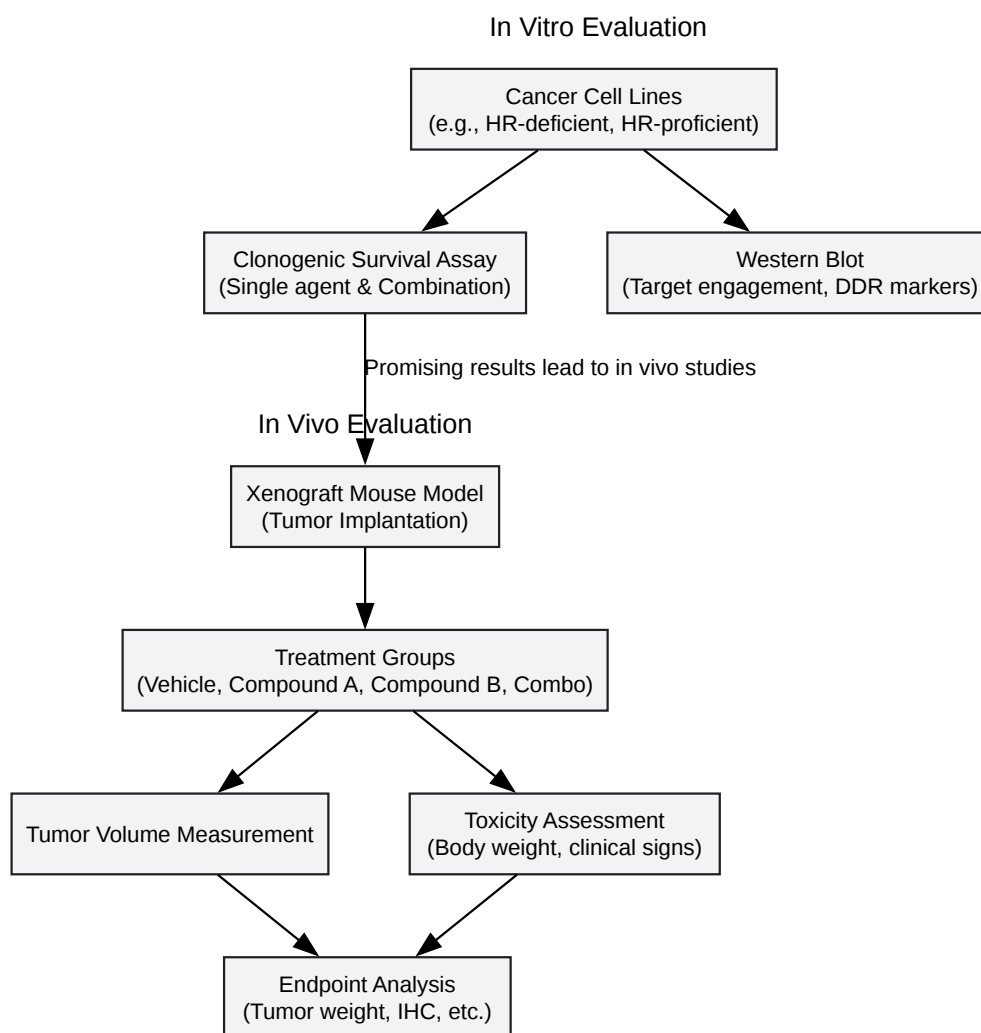 In Vitro Evaluation
Cancer Cell Lines
(e.g., HR-deficient, HR-proficient)
Clonogenic Survival Assay
(Single agent & Combination)
Western Blot
(Target engagement, DDR markers)
Promising results lead to in vivo studies
In Vivo Evaluation
Xenograft Mouse Model
(Tumor Implantation)
Treatment Groups
(Vehicle, Compound A, Compound B, Combo)
Tumor Volume Measurement
Toxicity Assessment
(Body weight, clinical signs)
Endpoint Analysis
(Tumor weight, IHC, etc.)